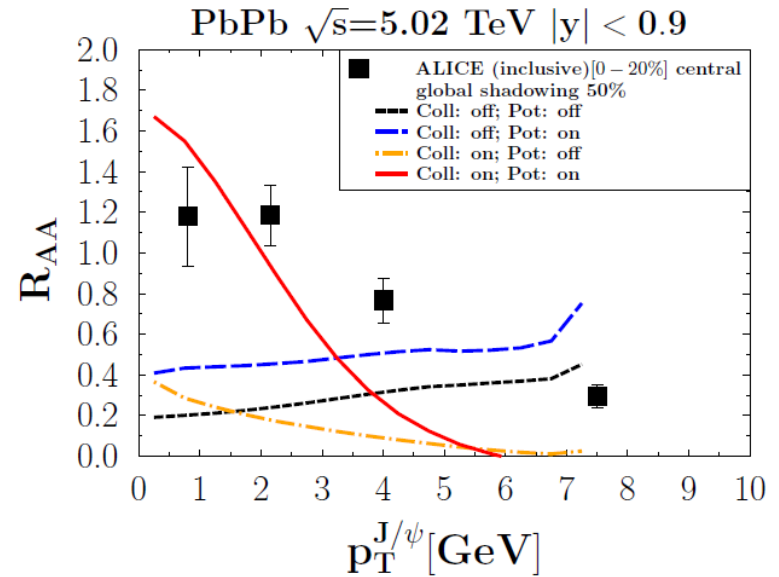 PbPb √s=5.02 TeV |y| < 0.9
ALICE (inclusive)[0 − 20%] central
global shadowing 50%
Coll: off; Pot: off
Coll: off; Pot: on
Coll: on; Pot: off
Coll: on; Pot: on
2.0
1.8
1.6
1.4
1.2
1.0
0.8
0.6
0.4
0.2
0.0
R_AA
0 1 2 3 4 5 6 7 8 9 10
p_T^J/ψ[GeV]